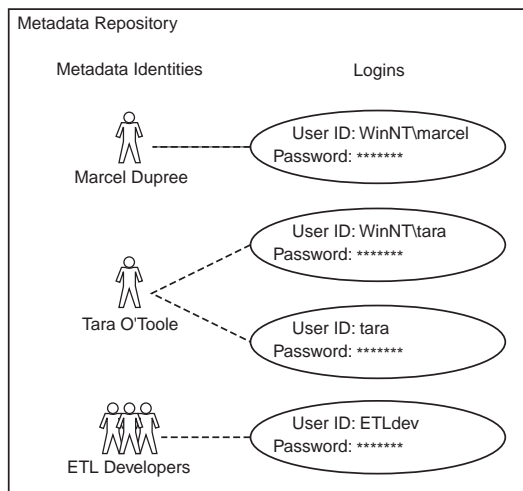 Metadata Repository
Metadata Identities
Logins
Marcel Dupree
User ID: WinNT\marcel
Password: *******
Tara O'Toole
User ID: WinNT\tara
Password: *******
User ID: tara
Password: *******
ETL Developers
User ID: ETLdev
Password: *******